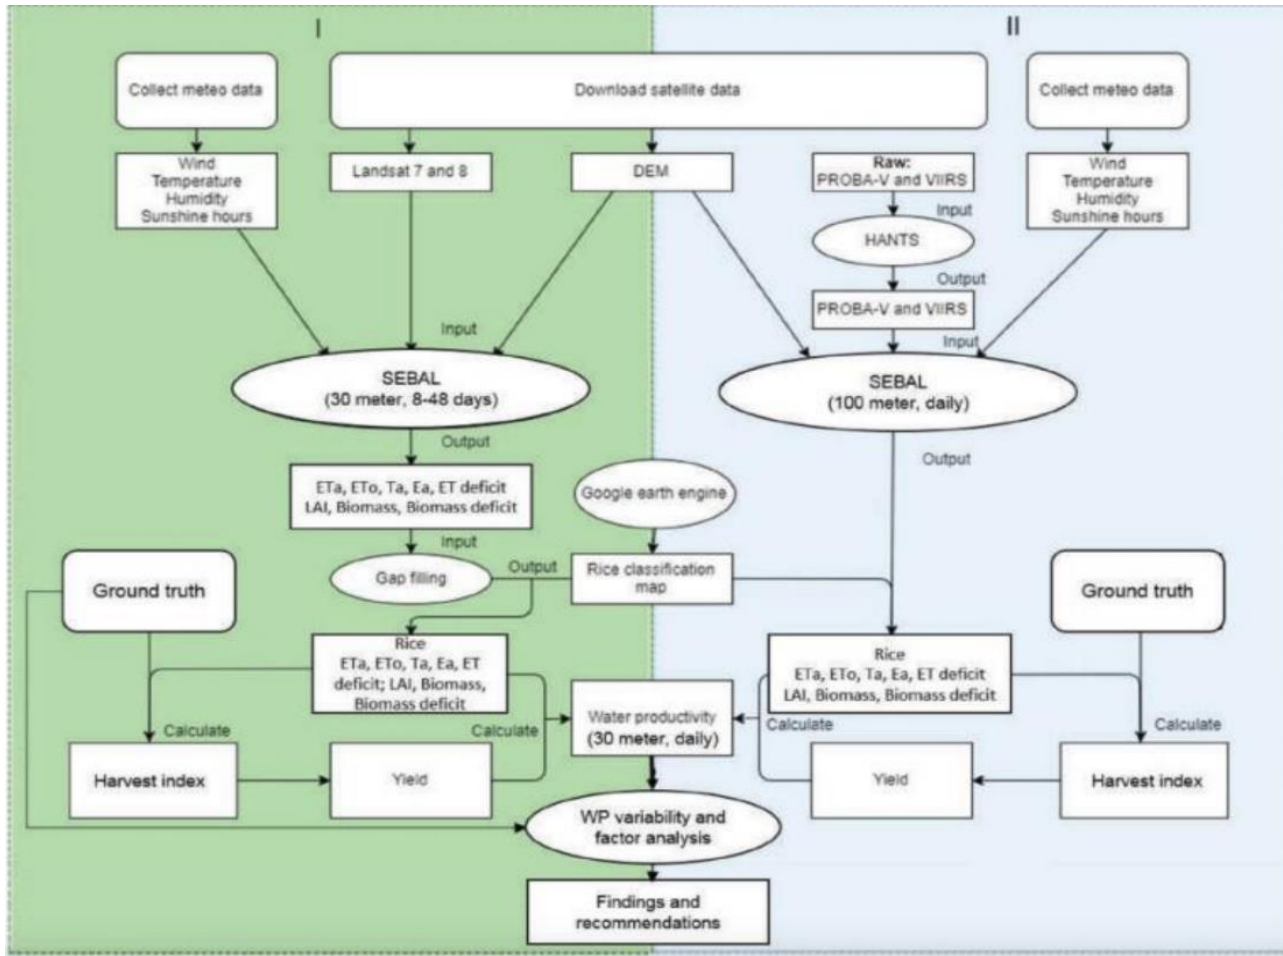 I
II
Collect meteo data
Download satellite data
Collect meteo data
Wind
Temperature
Humidity
Sunshine hours
Landsat 7 and 8
DEM
Raw:
PROBA-V and VIIRS
Wind
Temperature
Humidity
Sunshine hours
Input
HANTS
Output
PROBA-V and VIIRS
Input
Input
SEBAL
(30 meter, 8-48 days)
SEBAL
(100 meter, daily)
Output
Output
ETa, ETo, Ta, Ea, ET deficit
LAI, Biomass, Biomass deficit
Google earth engine
Input
Gap filling
Output
Rice classification
map
Ground truth
Ground truth
Rice
ETa, ETo, Ta, Ea, ET
deficit; LAI, Biomass,
Biomass deficit
Rice
ETa, ETo, Ta, Ea, ET deficit
LAI, Biomass, Biomass deficit
Calculate
Calculate
Water productivity
(30 meter, daily)
Calculate
Calculate
Harvest index
Yield
Yield
Harvest index
WP variability and
factor analysis
Findings and
recommendations